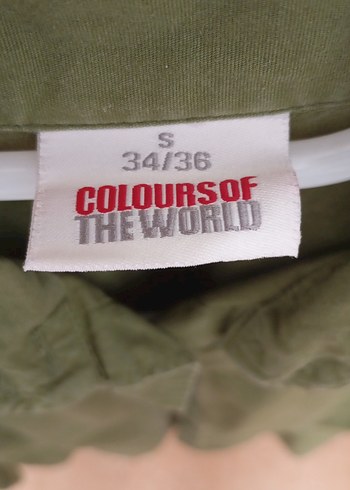 S
34/36
COLOURS OF
THE WORLD